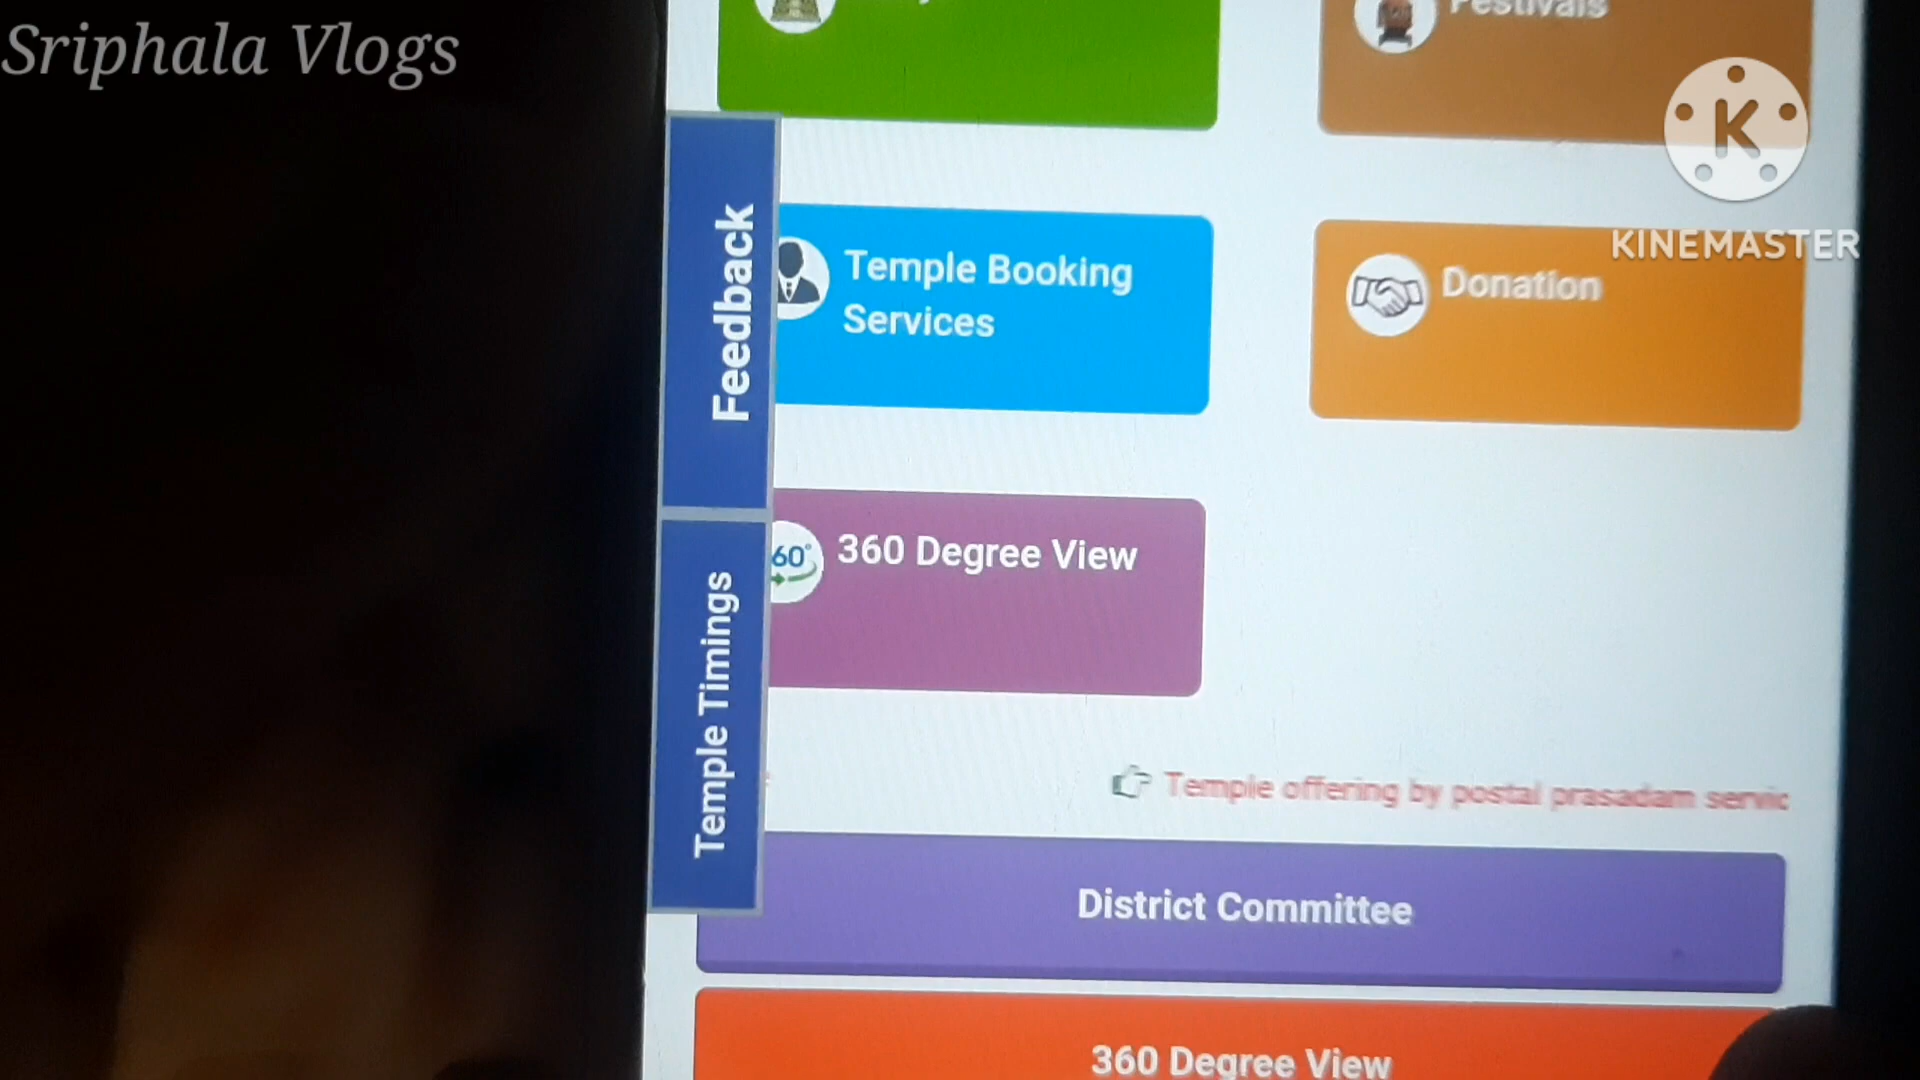 Sriphala Vlogs
Festivals
K
KINEMASTER
Feedback
Temple Booking
Services
Donation
60°
360 Degree View
Temple Timings
Temple offering by postal prasadam servic
District Committee
360 Degree View